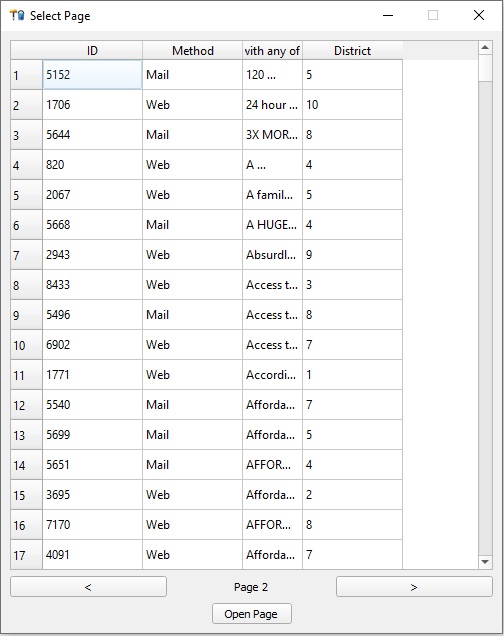 Select Page
ID Method vith any of District
1 5152 Mail 120 ... 5
2 1706 Web 24 hour ... 10
3 5644 Mail 3X MOR... 8
4 820 Web A ... 4
5 2067 Web A famil... 5
6 5668 Mail A HUGE... 4
7 2943 Web Absurdl... 9
8 8433 Web Access t... 3
9 5496 Mail Access t... 8
10 6902 Web Access t... 7
11 1771 Web Accordi... 1
12 5540 Mail Afforda... 7
13 5699 Mail Afforda... 5
14 5651 Mail AFFOR... 4
15 3695 Web Afforda... 2
16 7170 Web AFFOR... 8
17 4091 Web Afforda... 7
< Page 2 >
Open Page